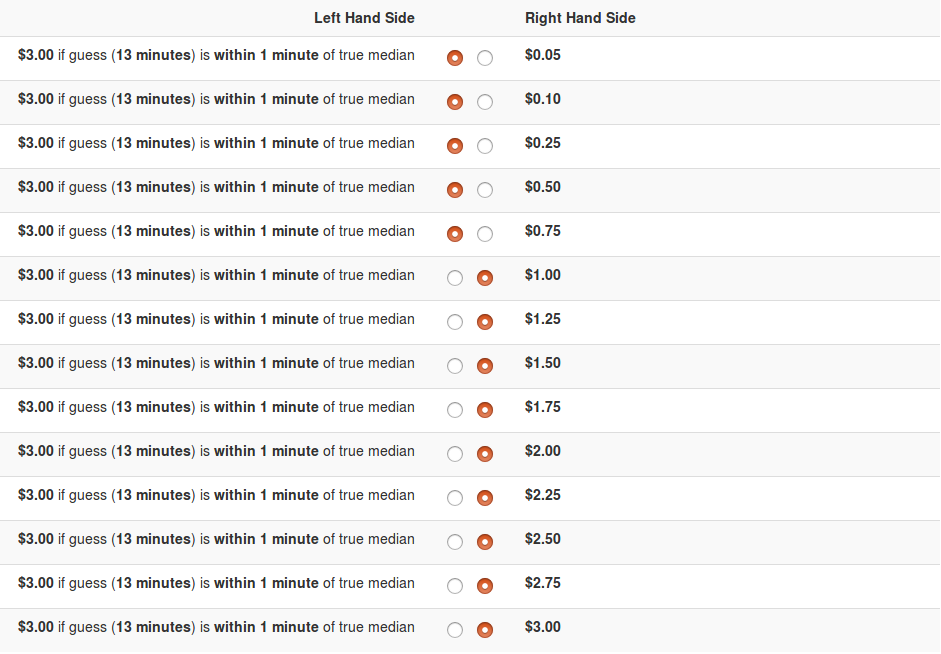 Left Hand Side Right Hand Side
$3.00 if guess (13 minutes) is within 1 minute of true median $0.05
$3.00 if guess (13 minutes) is within 1 minute of true median $0.10
$3.00 if guess (13 minutes) is within 1 minute of true median $0.25
$3.00 if guess (13 minutes) is within 1 minute of true median $0.50
$3.00 if guess (13 minutes) is within 1 minute of true median $0.75
$3.00 if guess (13 minutes) is within 1 minute of true median $1.00
$3.00 if guess (13 minutes) is within 1 minute of true median $1.25
$3.00 if guess (13 minutes) is within 1 minute of true median $1.50
$3.00 if guess (13 minutes) is within 1 minute of true median $1.75
$3.00 if guess (13 minutes) is within 1 minute of true median $2.00
$3.00 if guess (13 minutes) is within 1 minute of true median $2.25
$3.00 if guess (13 minutes) is within 1 minute of true median $2.50
$3.00 if guess (13 minutes) is within 1 minute of true median $2.75
$3.00 if guess (13 minutes) is within 1 minute of true median $3.00